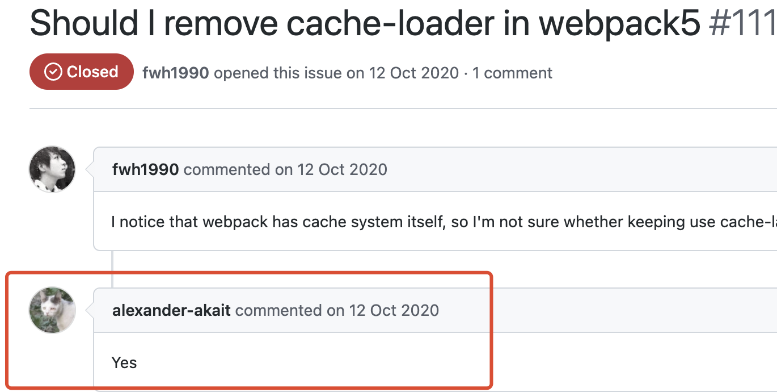 Should I remove cache-loader in webpack5 #111
Closed fwh1990 opened this issue on 12 Oct 2020 · 1 comment
fwh1990 commented on 12 Oct 2020
I notice that webpack has cache system itself, so I'm not sure whether keeping use cache-l
alexander-akait commented on 12 Oct 2020
Yes